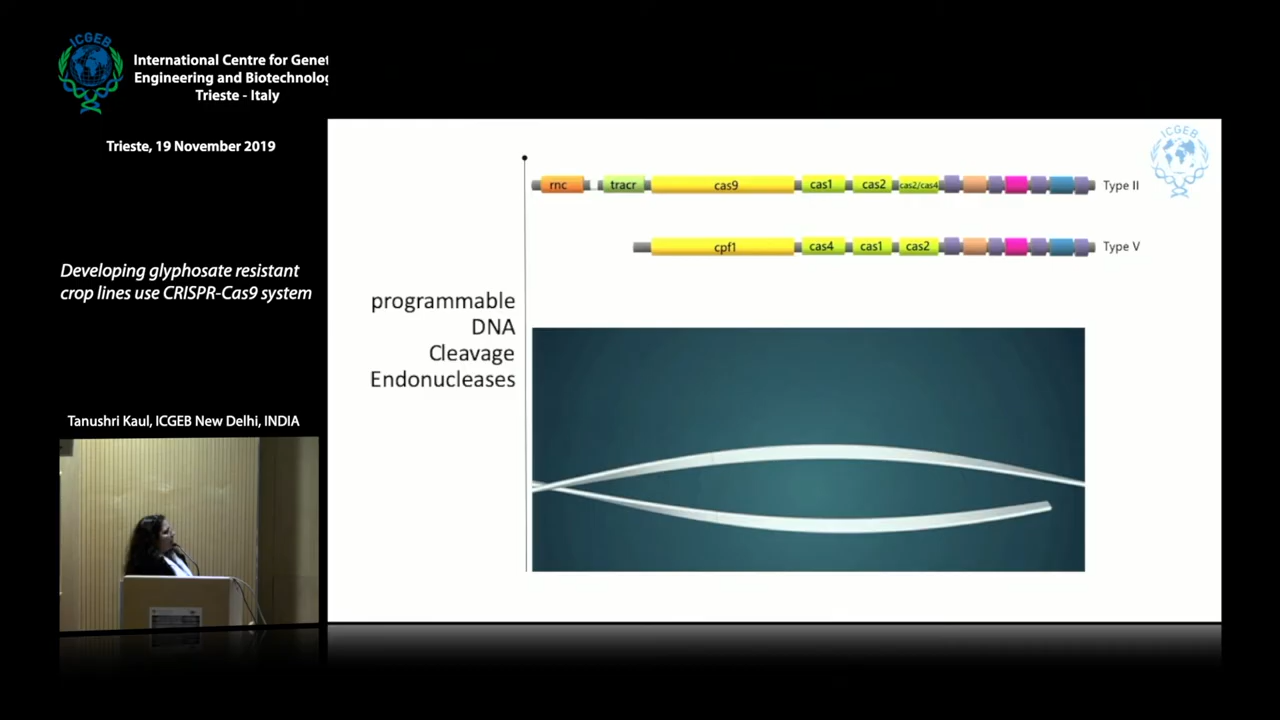 ICGEB
International Centre for Genet
Engineering and Biotechnolog
Trieste - Italy
Trieste, 19 November 2019
Developing glyphosate resistant
crop lines use CRISPR-Cas9 system
Tanushri Kaul, ICGEB New Delhi, INDIA
ICGEB
rnc tracr cas9 cas1 cas2 cas2/cas4 Type II
cpf1 cas4 cas1 cas2 Type V
programmable
DNA
Cleavage
Endonucleases